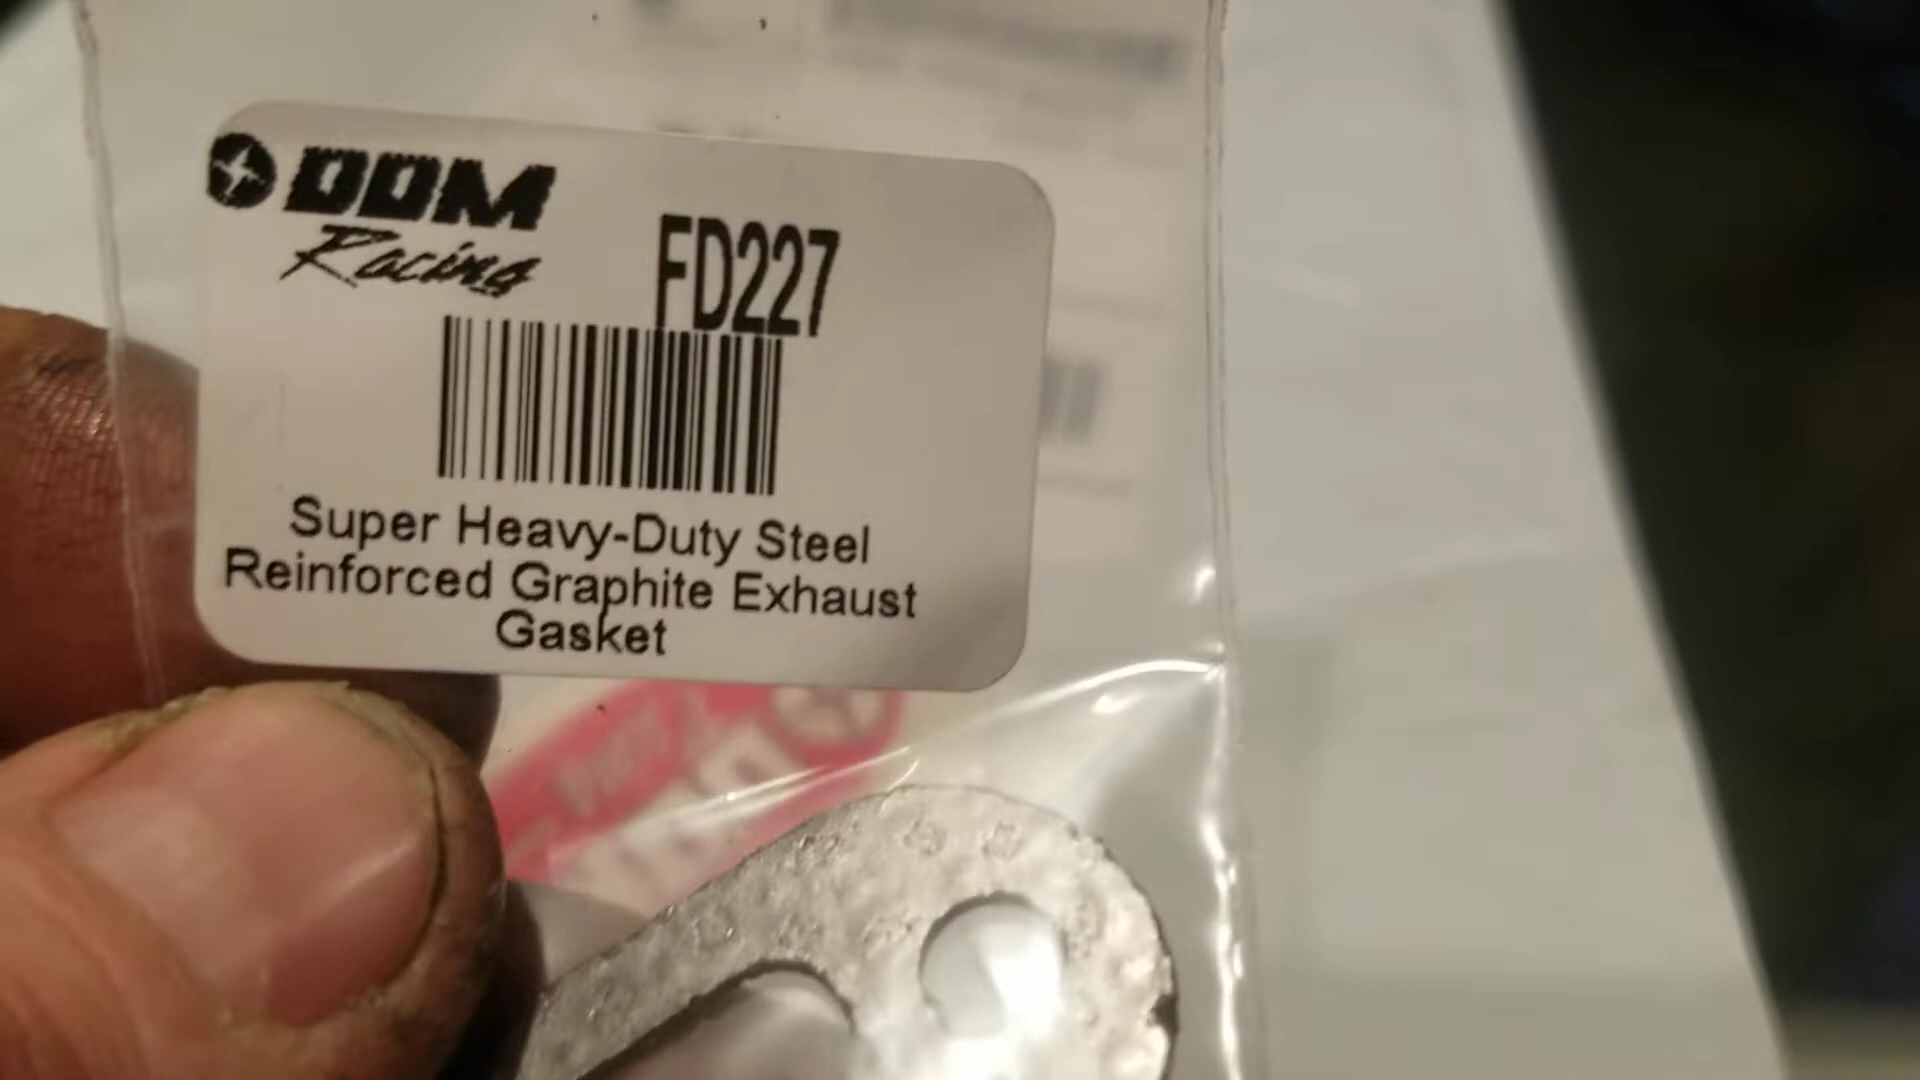 DDM
Racing
FD227
Super Heavy-Duty Steel
Reinforced Graphite Exhaust
Gasket